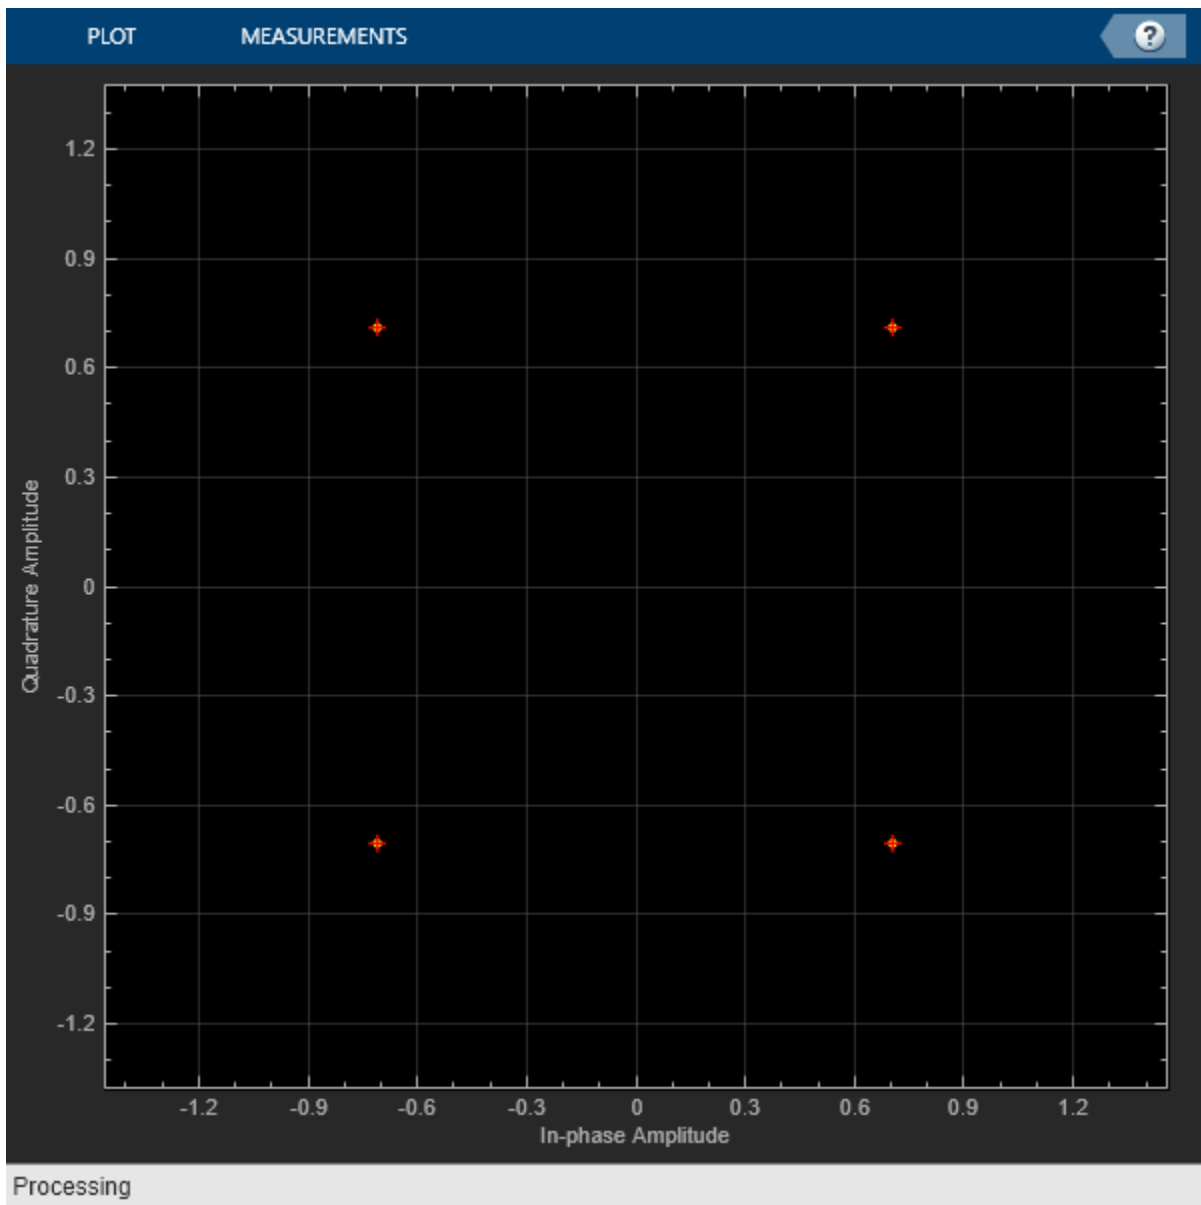 PLOT MEASUREMENTS ?
1.2
0.9
0.6
0.3
0
-0.3
-0.6
-0.9
-1.2
Quadrature Amplitude
-1.2 -0.9 -0.6 -0.3 0 0.3 0.6 0.9 1.2
In-phase Amplitude
Processing